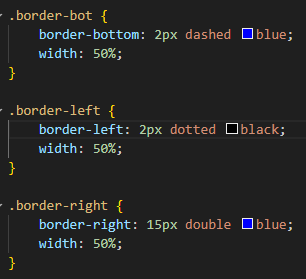 .border-bot {
border-bottom: 2px dashed blue;
width: 50%;
}
.border-left {
border-left: 2px dotted black;
width: 50%;
}
.border-right {
border-right: 15px double blue;
width: 50%;
}